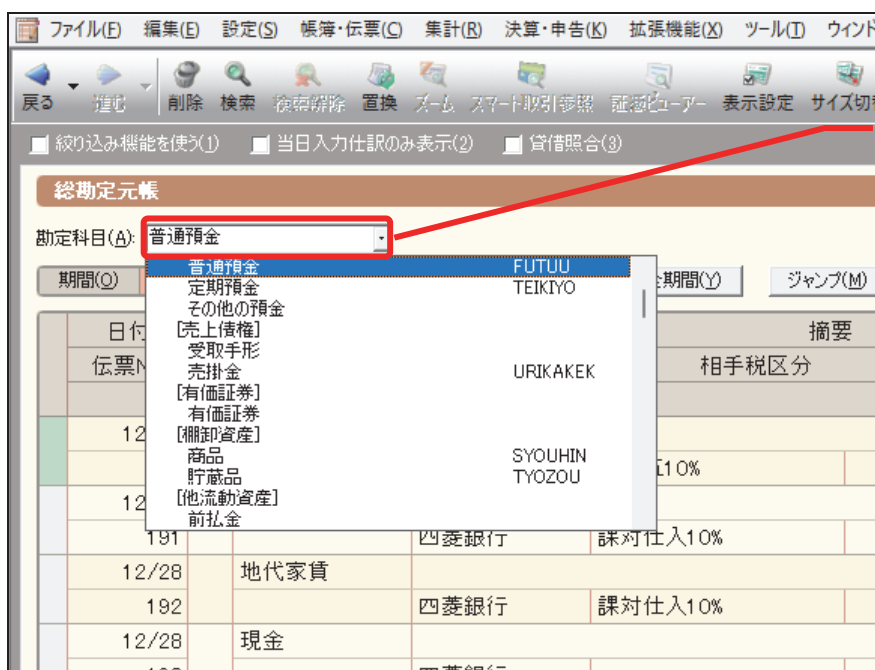 ファイル(F) 編集(E) 設定(S) 帳簿・伝票(C) 集計(R) 決算・申告(K) 拡張機能(X) ツール(T) ウィンド
戻る 進む 削除 検索 検索解除 置換 ズーム スマート取引参照 証憑ビューアー 表示設定 サイズ切替
絞り込み機能を使う(1) 当日入力仕訳のみ表示(2) 貸借照合(3)
総勘定元帳
勘定科目(A): 普通預金
期間(O) 期間(Y) ジャンプ(M)
普通預金 FUTUU
定期預金 TEIKIYO
その他の預金
[売上債権]
受取手形
売掛金 URIKAKEK
[有価証券]
有価証券
[棚卸資産]
商品 SYOUHIN
貯蔵品 TYOZOU
[他流動資産]
前払金
日付 摘要
伝票N 相手税区分
12
10%
12
191 四菱銀行 課対仕入10%
12/28 地代家賃
192 四菱銀行 課対仕入10%
12/28 現金